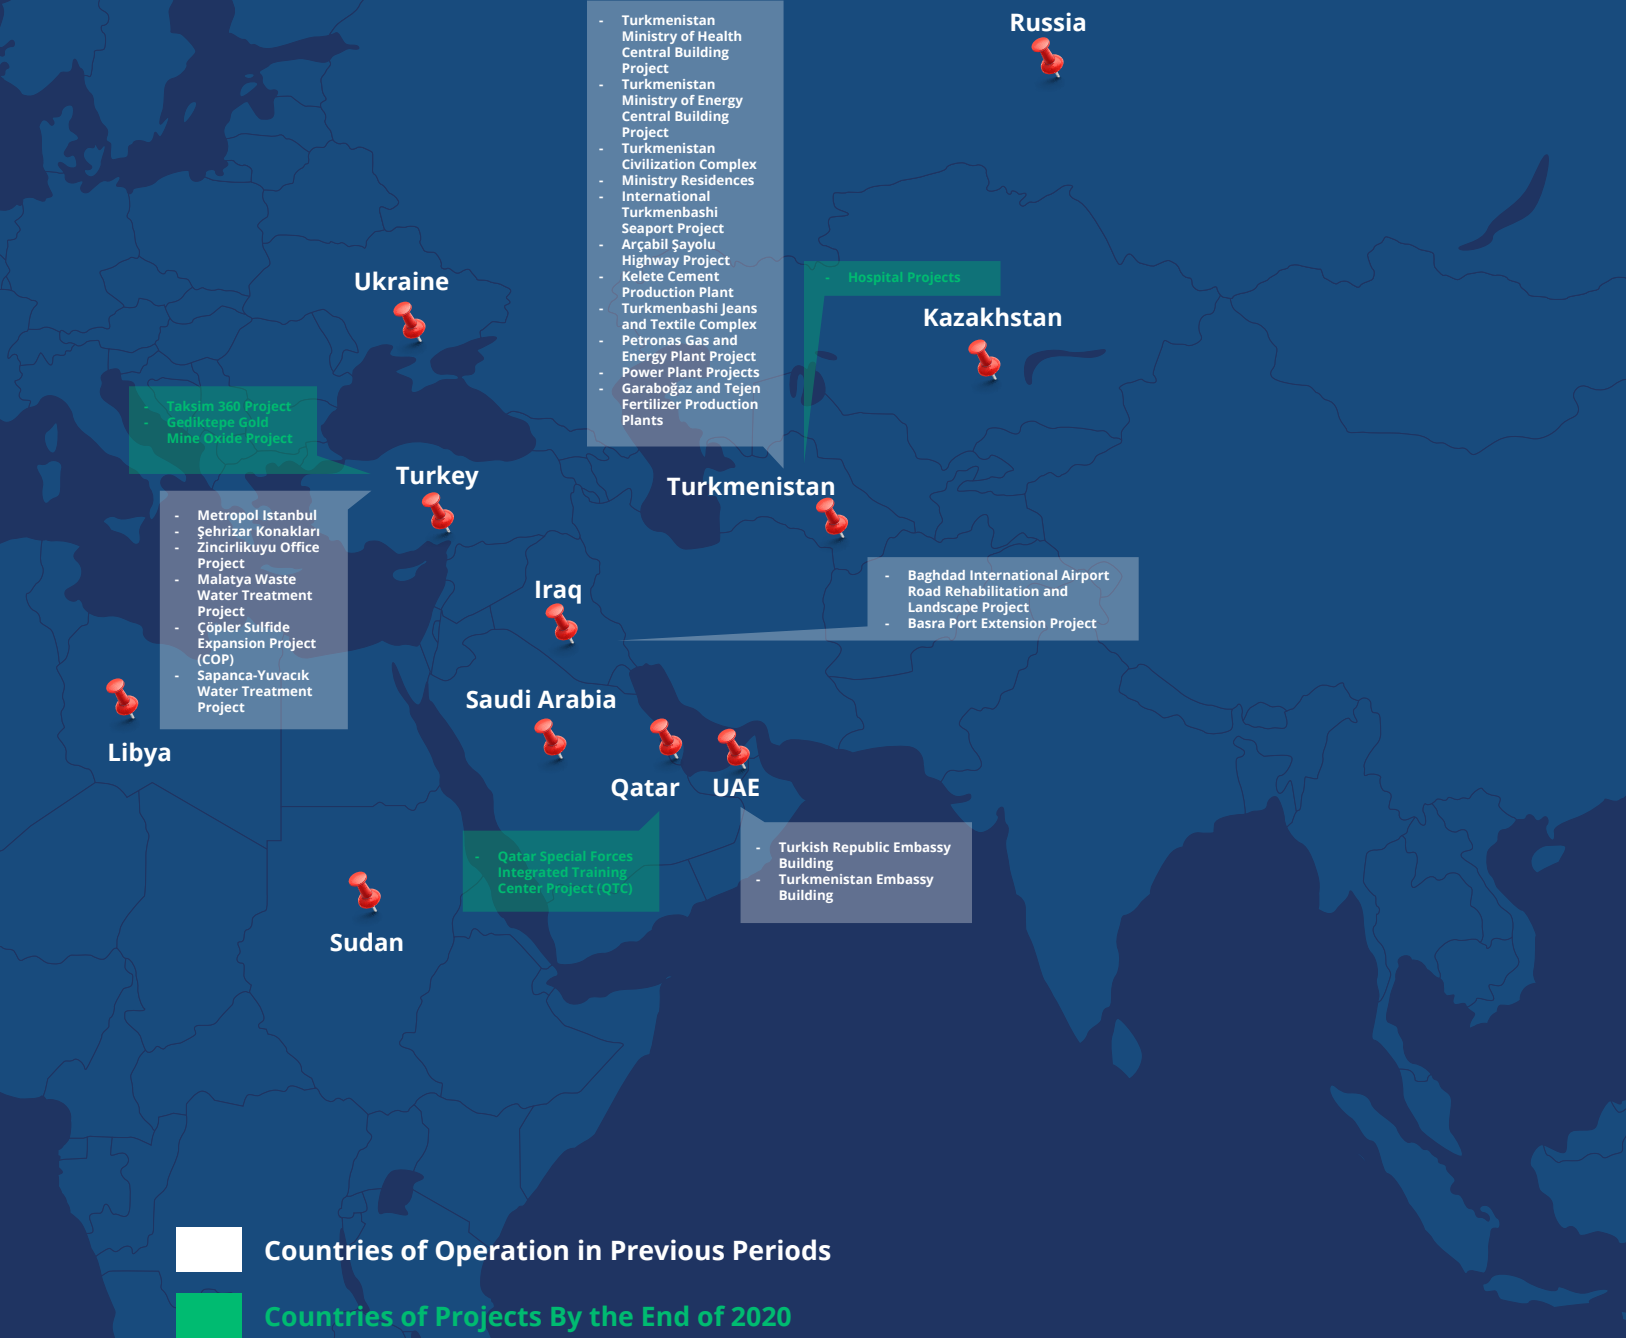 Russia
- Turkmenistan
Ministry of Health
Central Building
Project
- Turkmenistan
Ministry of Energy
Central Building
Project
- Turkmenistan
Civilization Complex
- Ministry Residences
- International
Turkmenbashi
Seaport Project
- Arçabil Şayolu
Highway Project
- Kelete Cement
Production Plant
- Turkmenbashi Jeans
and Textile Complex
- Petronas Gas and
Energy Plant Project
- Power Plant Projects
- Garaboğaz and Tejen
Fertilizer Production
Plants
Ukraine
- Hospital Projects
Kazakhstan
- Taksim 360 Project
- Gediktepe Gold
Mine Oxide Project
Turkey
Turkmenistan
- Metropol Istanbul
- Şehrizar Konakları
- Zincirlikuyu Office
Project
- Malatya Waste
Water Treatment
Project
- Çöpler Sulfide
Expansion Project
(COP)
- Sapanca-Yuvacık
Water Treatment
Project
Iraq
- Baghdad International Airport
Road Rehabilitation and
Landscape Project
- Basra Port Extension Project
Saudi Arabia
Libya
Qatar
UAE
- Qatar Special Forces
Integrated Training
Center Project (QTC)
- Turkish Republic Embassy
Building
- Turkmenistan Embassy
Building
Sudan
Countries of Operation in Previous Periods
Countries of Projects By the End of 2020